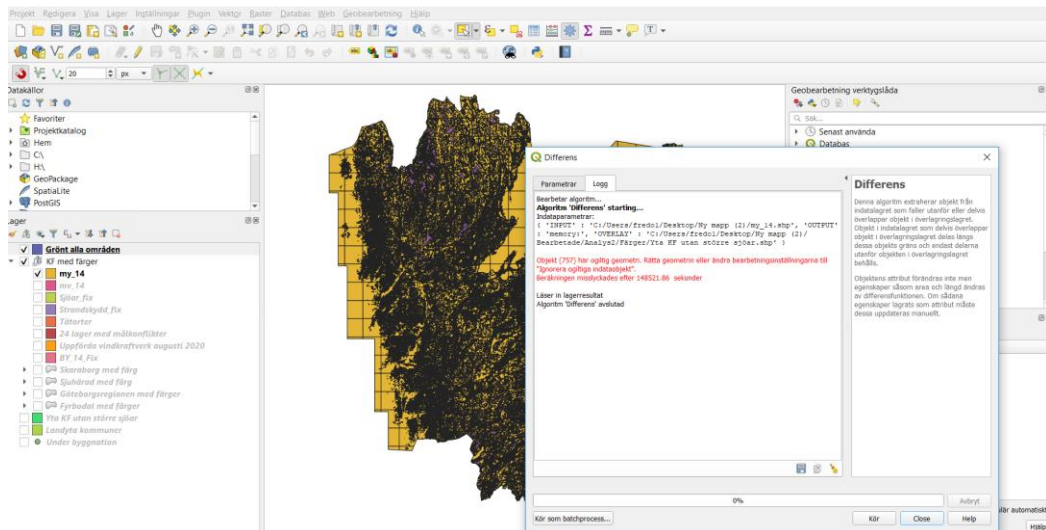 Projekt Redigera Visa Lager Inställningar Plugin Vektor Raster Databas Web Geobearbetning Hjälp
20
px
Datakällor
Favoriter
Projektkatalog
Hem
C:\
H:\
GeoPackage
SpatiaLite
PostGIS
Lager
Grönt alla områden
KF med färger
my_14
mv_14
Sjöar_fix
Strandskydd_fix
Tätorter
24 lager med målkonflikter
Uppförda vindkraftverk augusti 2020
BY_14_Fix
Skaraborg med färg
Sjuhärad med färg
Göteborgsregionen med färger
Fyrbodal med färger
Yta KF utan större sjöar
Landyta kommuner
Under byggnation
Geobearbetning verktygslåda
Sök...
Senast använda
Databas
Differens
Parametrar Logg
Bearbetar algoritm...
Algoritm 'Differens' starting...
Indataparametrar:
{ 'INPUT' : 'C:/Users/fredol/Desktop/Ny mapp (2)/my_14.shp', 'OUTPUT'
: 'memory:', 'OVERLAY' : 'C:/Users/fredol/Desktop/Ny mapp (2)/
Bearbetade/Analys2/Färger/Yta KF utan större sjöar.shp' }
Objekt (757) har ogiltig geometri. Rätta geometrin eller ändra bearbetningsinställningarna till
"Ignorera ogiltiga indataobjekt".
Beräkningen misslyckades efter 148521.86 sekunder
Läser in lagerresultat
Algoritm 'Differens' avslutad
Differens
Denna algoritm extraherar objekt från
indatalagret som faller utanför eller delvis
överlappar objekt i överlagringslagret.
Objekt i indatalagret som delvis överlappar
objekt i överlagringslagret delas längs
dessa objekts gräns och endast delarna
utanför objekten i överlagringslagret
behålls.
Objektens attribut förändras inte men
egenskaper såsom area och längd ändras
av differensfunktionen. Om sådana
egenskaper lagrats som attribut måste
dessa uppdateras manuellt.
0%
Avbryt
Kör som batchprocess...
Kör
Close
Help
automatiskt
Hjälp